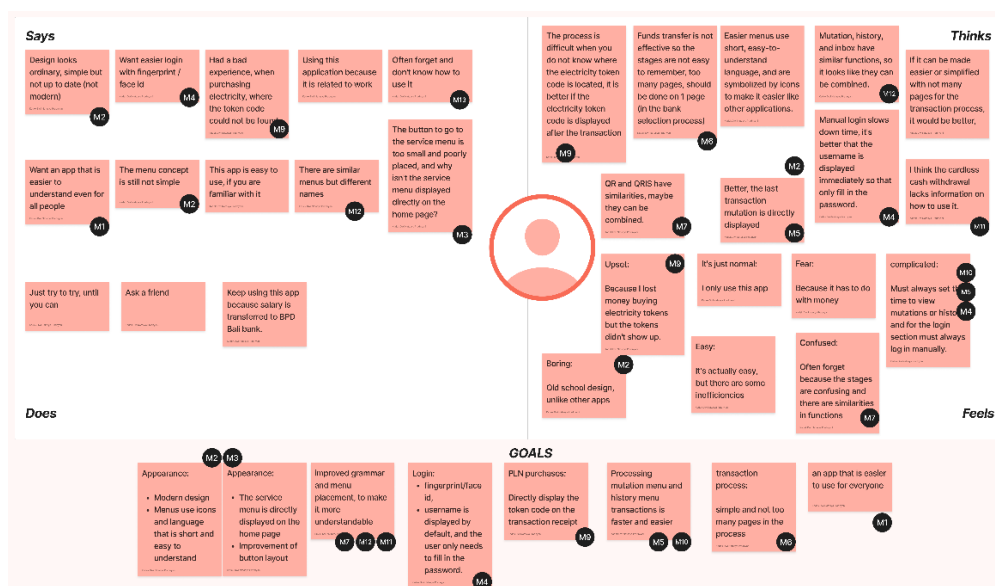 Says
Design looks
ordinary, simple but
not up to date (not
modern)
M2
Want easier login
with fingerprint /
face id
M4
Had a bad
experience, when
purchasing
electricity, where
the token code
could not be found
M9
Using this
application because
it is related to work
Often forget and
don't know how to
use it
M13
Want an app that is
easier to
understand even for
all people
M1
The menu concept
is still not simple
M2
This app is easy to
use, if you are
familiar with it
There are similar
menus but different
names
M12
The button to go to
the service menu is
too small and poorly
placed, and why
isn't the service
menu displayed
directly on the
home page?
M3
Just try to try, until
you can
Ask a friend
Keep using this app
because salary is
transferred to BPD
Bali bank.
Does
Thinks
The process is
difficult when you
do not know where
the electricity token
code is located, it is
better if the
electricity token
code is displayed
after the transaction
M9
Funds transfer is not
effective so the
stages are not easy
to remember, too
many pages, should
be done on 1 page
(in the bank
selection process)
M6
Easier menus use
short, easy-to-
understand
language, and are
symbolized by icons
to make it easier like
other applications.
M2
Mutation, history,
and inbox have
similar functions, so
it looks like they can
be combined.
M12
If it can be made
easier or simplified
with not many
pages for the
transaction process,
it would be better,
QR and QRIS have
similarities, maybe
they can be
combined.
M7
Better, the last
transaction
mutation is directly
displayed
M5
Manual login slows
down time, it's
better that the
username is
displayed
immediately so that
only fill in the
password.
M4
I think the cardless
cash withdrawal
lacks information on
how to use it.
M11
Upset:
M9
Because I lost
money buying
electricity tokens
but the tokens
didn't show up.
It's just normal:
I only use this app
Fear:
Because it has to do
with money
complicated:
M10
Must always set the
M5
time to view
M4
mutations or history
and for the login
section must always
log in manually.
Boring:
M2
Old school design,
unlike other apps
Easy:
It's actually easy,
but there are some
inefficiencies
Confused:
Often forget
because the stages
are confusing and
there are similarities
in functions
M7
Feels
GOALS
M2
Appearance:
Modern design
Menus use icons
and language
that is short and
easy to
understand
M3
Appearance:
The service
menu is directly
displayed on the
home page
Improvement of
button layout
Improved grammar
and menu
placement, to make
it more
understandable
M7
M12
M11
Login:
fingerprint/face
id,
username is
displayed by
default, and the
user only needs
to fill in the
password.
M4
PLN purchases:
Directly display the
token code on the
transaction receipt
M9
Processing
mutation menu and
history menu
transactions is
faster and easier
M5
M10
transaction
process:
simple and not too
many pages in the
process
M6
an app that is easier
to use for everyone
M1